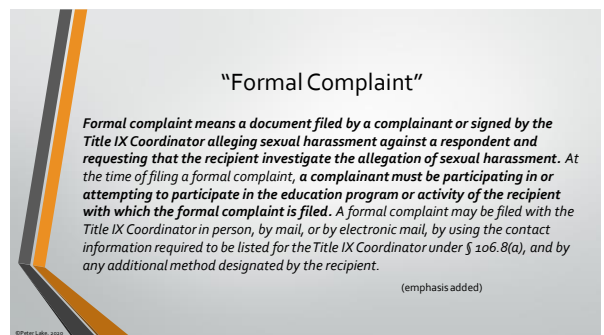 “Formal Complaint”
Formal complaint means a document filed by a complainant or signed by the
Title IX Coordinator alleging sexual harassment against a respondent and
requesting that the recipient investigate the allegation of sexual harassment. At
the time of filing a formal complaint, a complainant must be participating in or
attempting to participate in the education program or activity of the recipient
with which the formal complaint is filed. A formal complaint may be filed with the
Title IX Coordinator in person, by mail, or by electronic mail, by using the contact
information required to be listed for the Title IX Coordinator under § 106.8(a), and by
any additional method designated by the recipient.
(emphasis added)
©Peter Lake, 2020